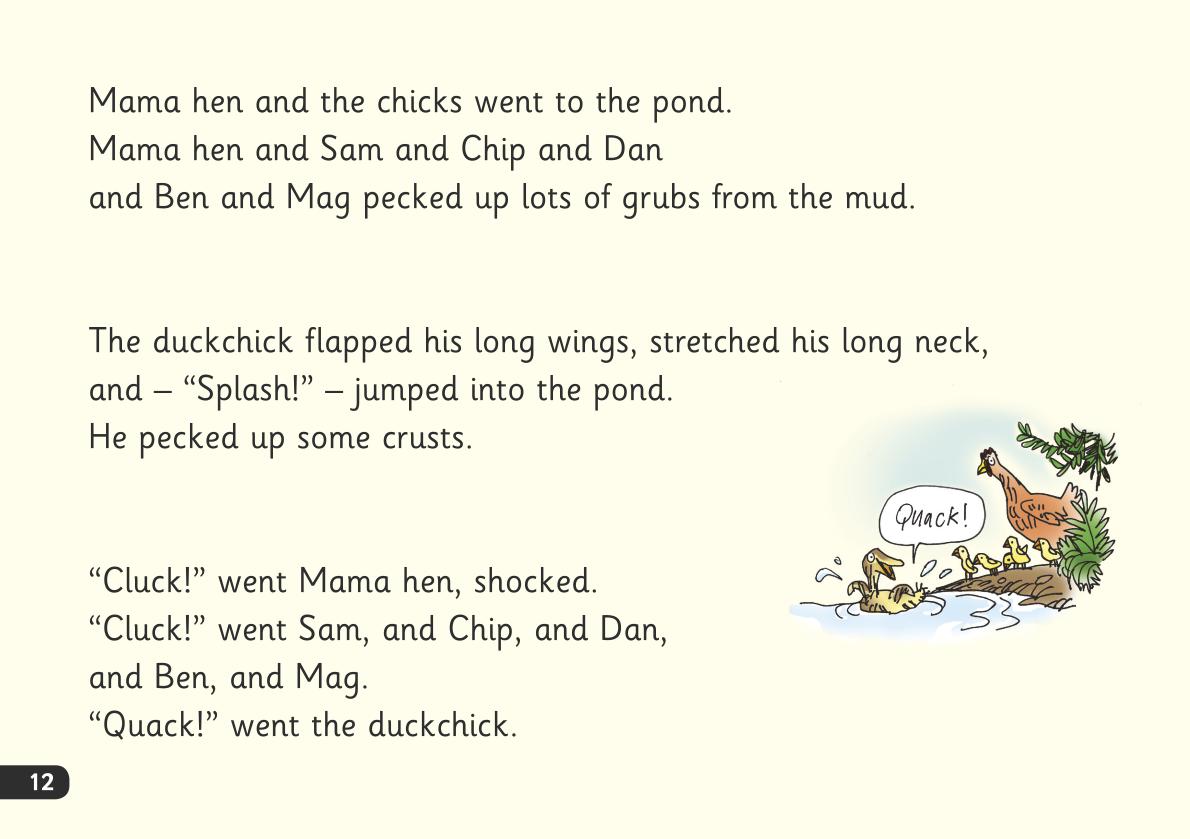 Mama hen and the chicks went to the pond.
Mama hen and Sam and Chip and Dan
and Ben and Mag pecked up lots of grubs from the mud.
The duckchick flapped his long wings, stretched his long neck,
and – “Splash!” – jumped into the pond.
He pecked up some crusts.
Quack!
“Cluck!” went Mama hen, shocked.
“Cluck!” went Sam, and Chip, and Dan,
and Ben, and Mag.
“Quack!” went the duckchick.
12